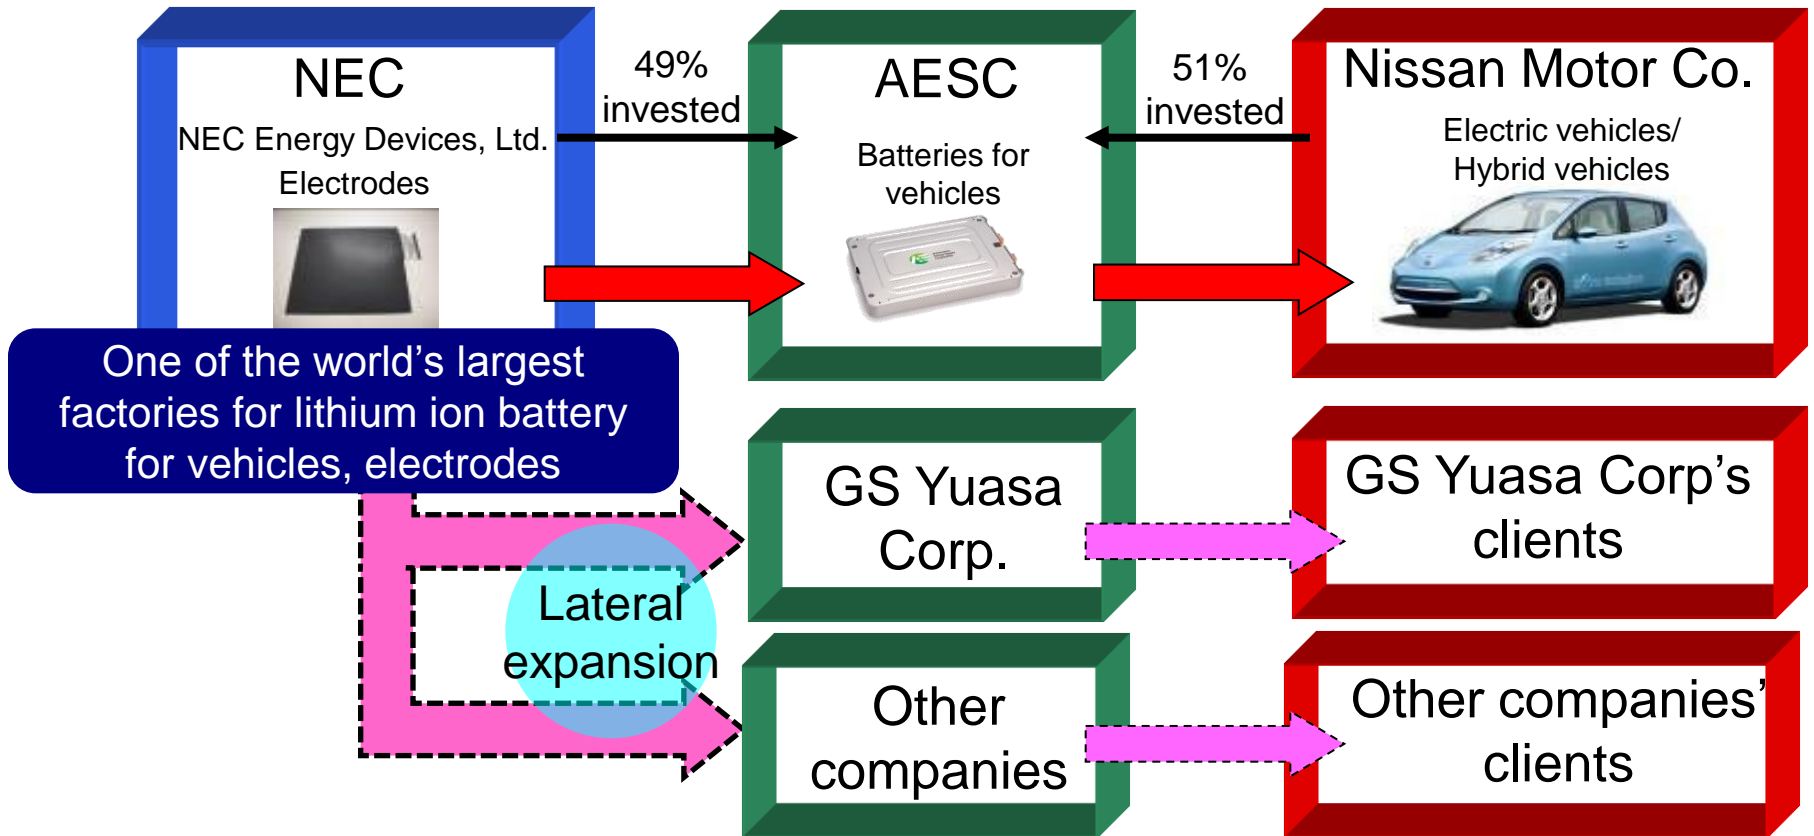 NEC
NEC Energy Devices, Ltd.
Electrodes
49%
invested
AESC
Batteries for
vehicles
51%
invested
Nissan Motor Co.
Electric vehicles/
Hybrid vehicles
One of the world’s largest
factories for lithium ion battery
for vehicles, electrodes
Lateral
expansion
GS Yuasa
Corp.
GS Yuasa Corp’s
clients
Other
companies
Other companies’
clients